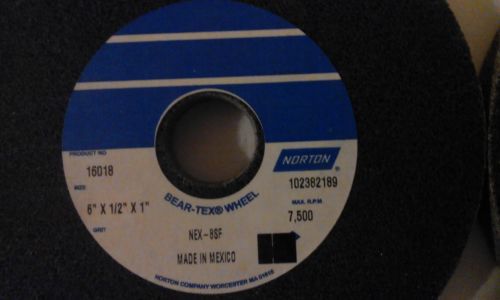 PRODUCT NO
16018
NORTON
SIZE
102382189
6" X 1/2" X 1"
BEAR-TEX® WHEEL
MAX. R.P.M.
7,500
GRIT
NEX-8SF
MADE IN MEXICO
NORTON COMPANY WORCESTER MA 01615